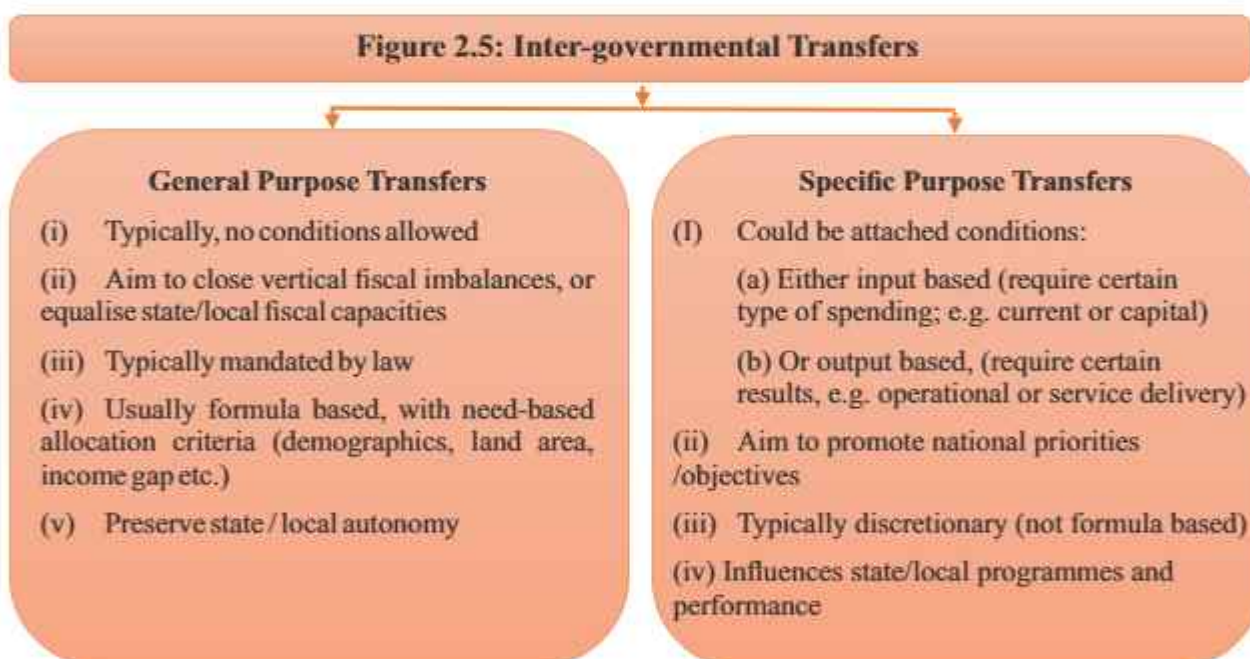 Figure 2.5: Inter-governmental Transfers
General Purpose Transfers
(i) Typically, no conditions allowed
(ii) Aim to close vertical fiscal imbalances, or
equalise state/local fiscal capacities
(iii) Typically mandated by law
(iv) Usually formula based, with need-based
allocation criteria (demographics, land area,
income gap etc.)
(v) Preserve state / local autonomy
Specific Purpose Transfers
(I) Could be attached conditions:
(a) Either input based (require certain
type of spending; e.g. current or capital)
(b) Or output based, (require certain
results, e.g. operational or service delivery)
(ii) Aim to promote national priorities
/objectives
(iii) Typically discretionary (not formula based)
(iv) Influences state/local programmes and
performance